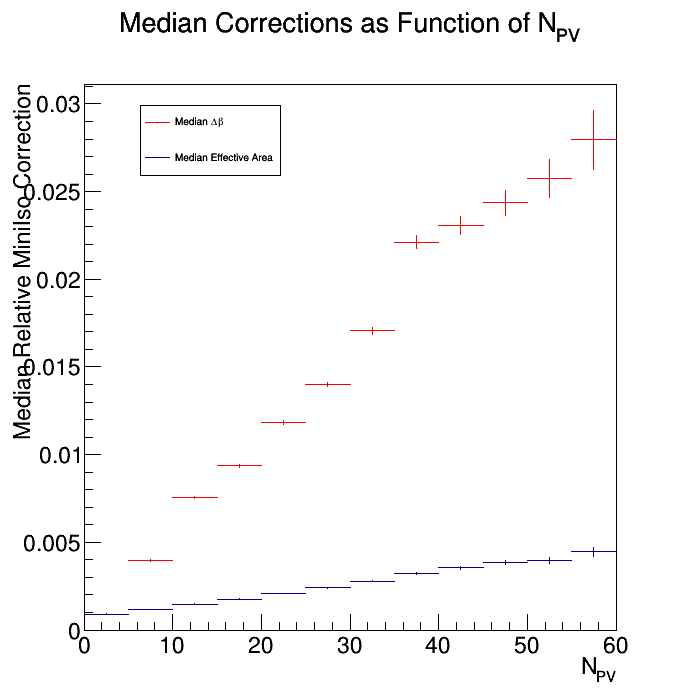 Median Corrections as Function of N_PV
Median Relative MiniIso Correction
0.03
0.025
0.02
0.015
0.01
0.005
0
Median Δβ
Median Effective Area
0 10 20 30 40 50 60
N_PV